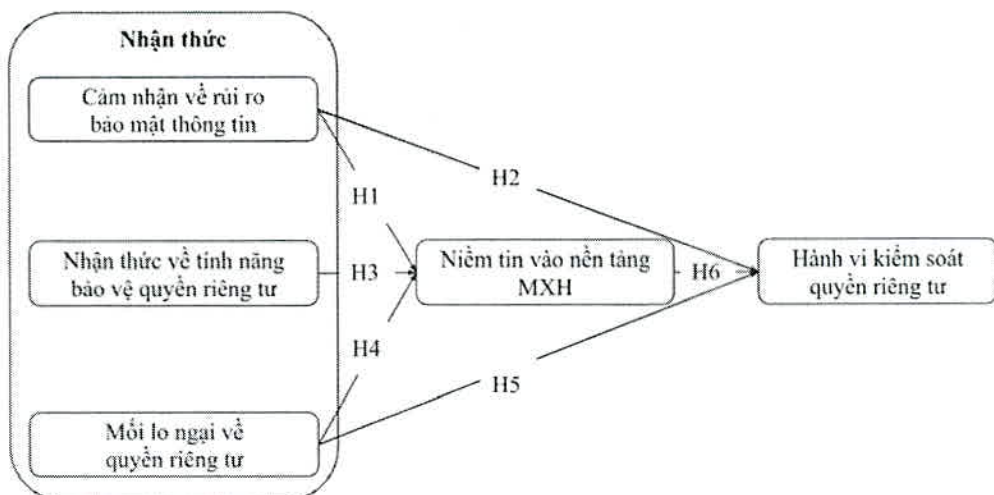 Nhận thức
Cảm nhận về rủi ro
bảo mật thông tin
H2
H1
Nhận thức về tính năng
bảo vệ quyền riêng tư
H3
Niềm tin vào nền tảng
MXH
H6
Hành vi kiểm soát
quyền riêng tư
H4
H5
Mối lo ngại về
quyền riêng tư